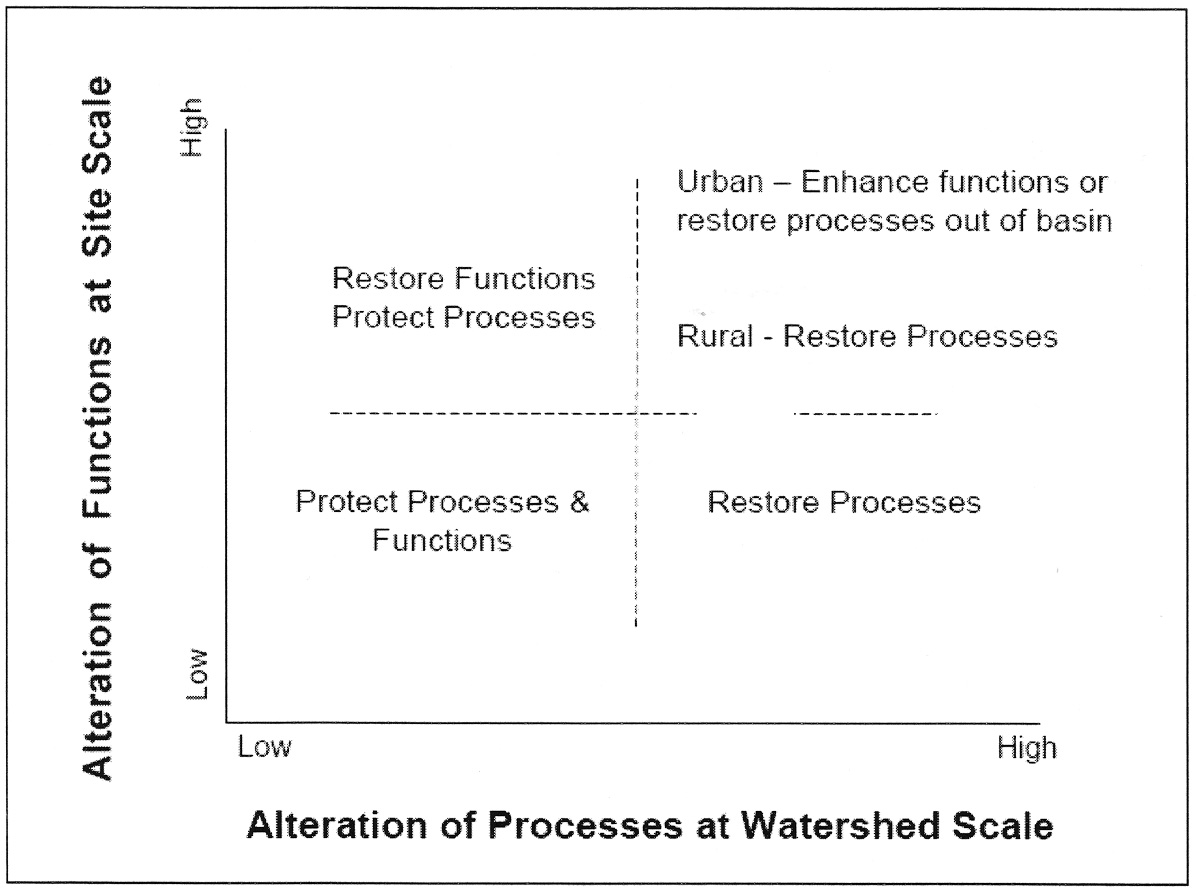 Alteration of Functions at Site Scale
High
Low
Urban – Enhance functions or
restore processes out of basin
Restore Functions
Protect Processes
Rural - Restore Processes
Protect Processes &
Functions
Restore Processes
Low
High
Alteration of Processes at Watershed Scale